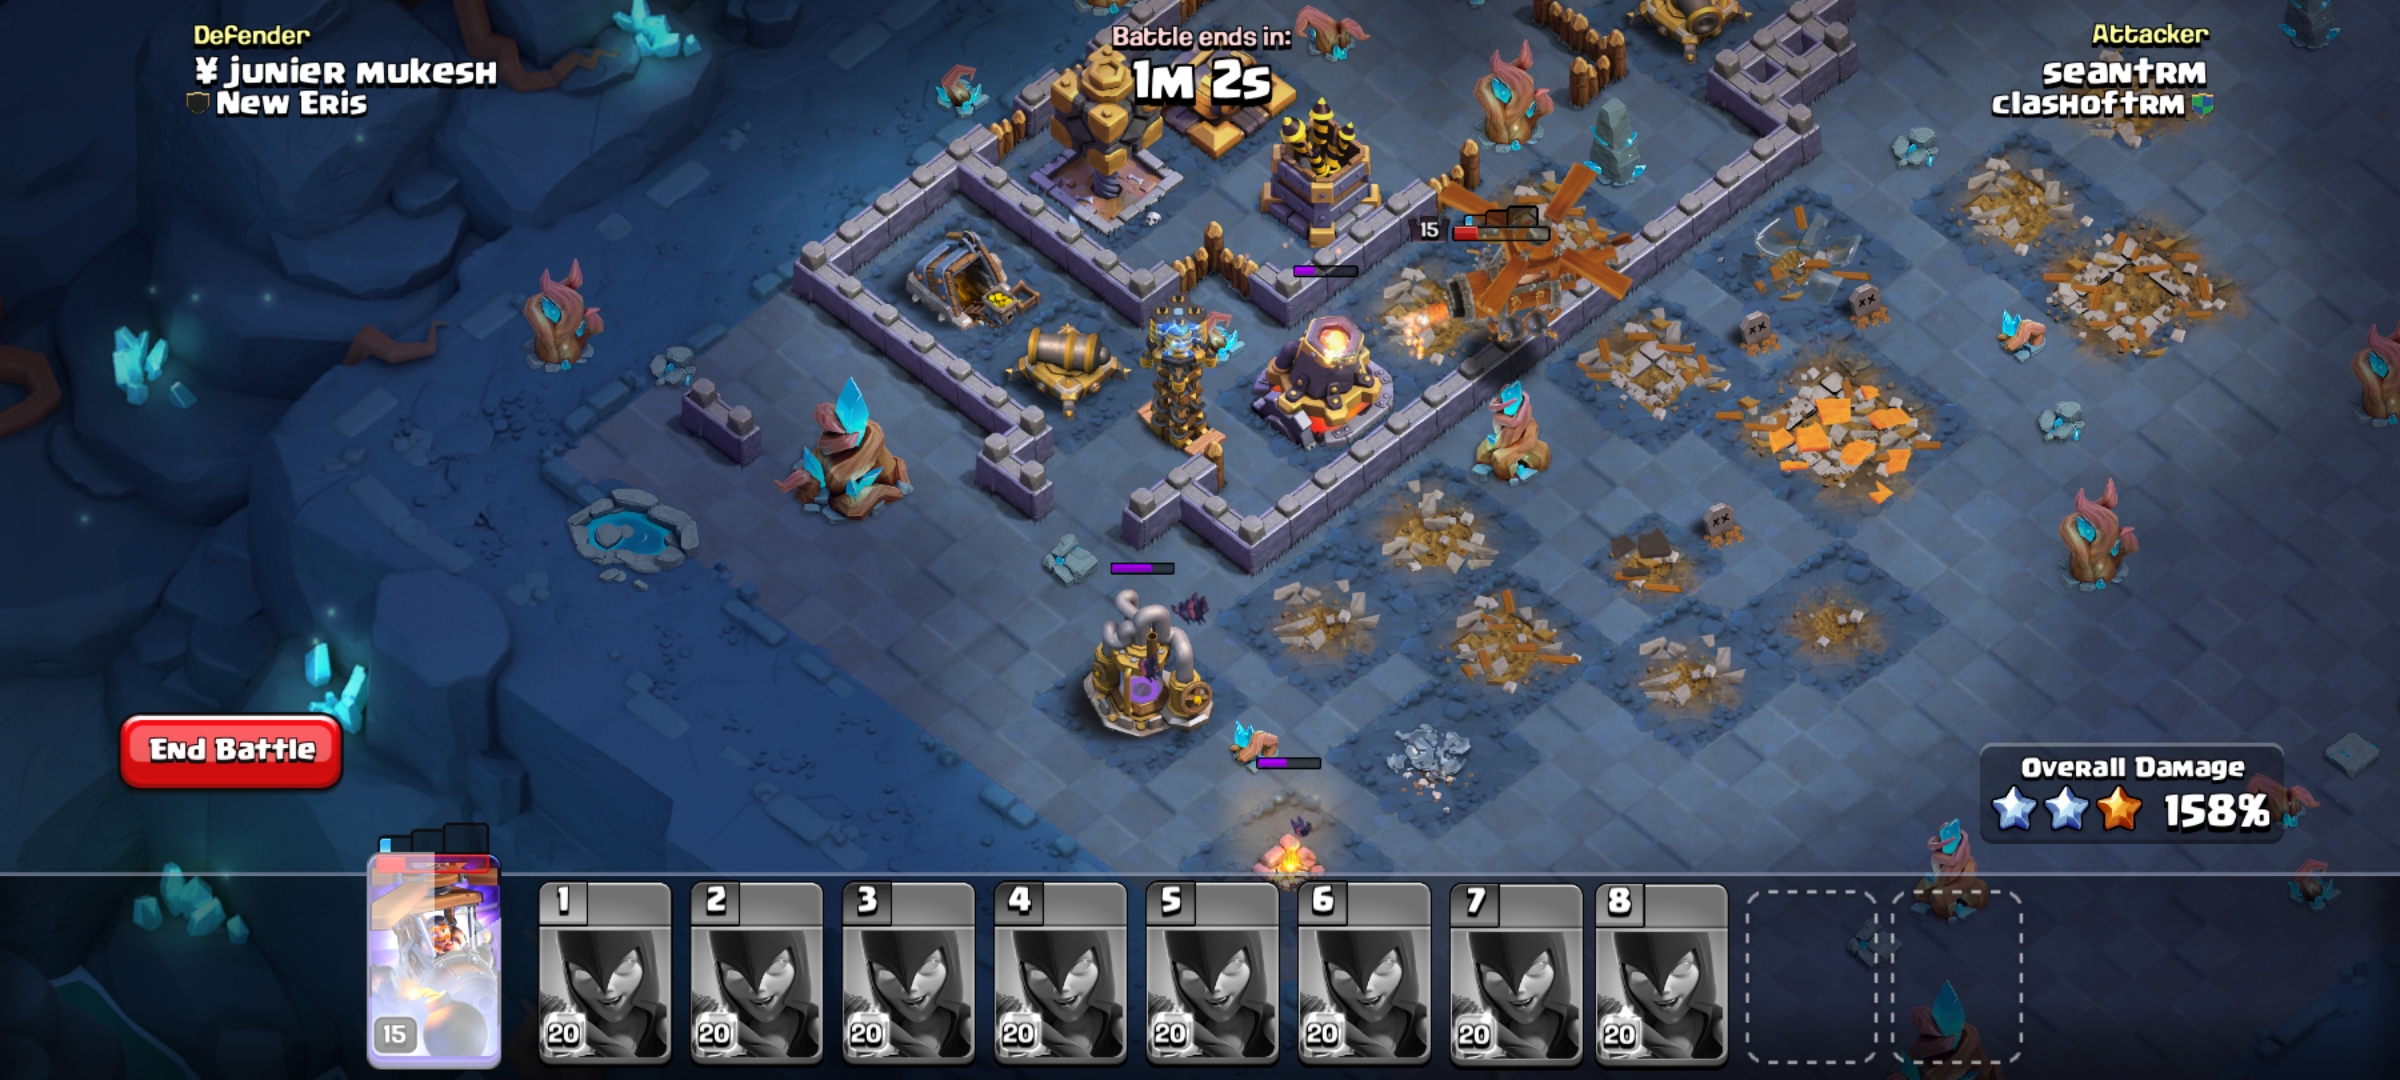 Defender
¥ junier mukesh
New Eris
Battle ends in:
1m 2s
Attacker
seantrm
clashoftrm
15
End Battle
Overall Damage
158%
15
1
20
2
20
3
20
4
20
5
20
6
20
7
20
8
20